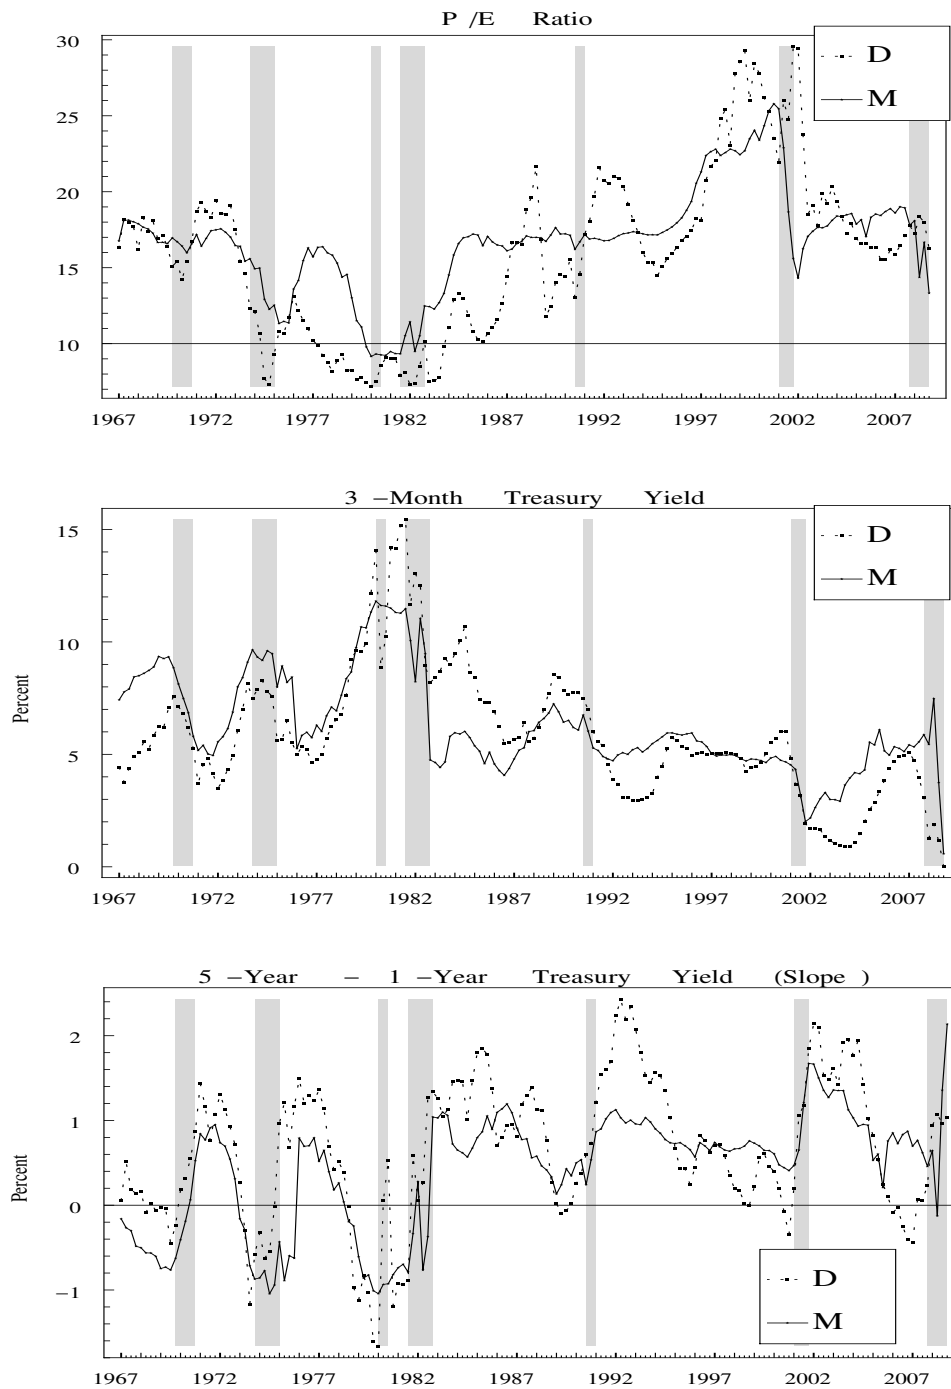 P /E Ratio
30
25
20
15
10
D
M
1967 1972 1977 1982 1987 1992 1997 2002 2007
3 −Month Treasury Yield
Percent
15
10
5
0
D
M
1967 1972 1977 1982 1987 1992 1997 2002 2007
5 −Year − 1 −Year Treasury Yield (Slope )
Percent
2
1
0
−1
D
M
1967 1972 1977 1982 1987 1992 1997 2002 2007